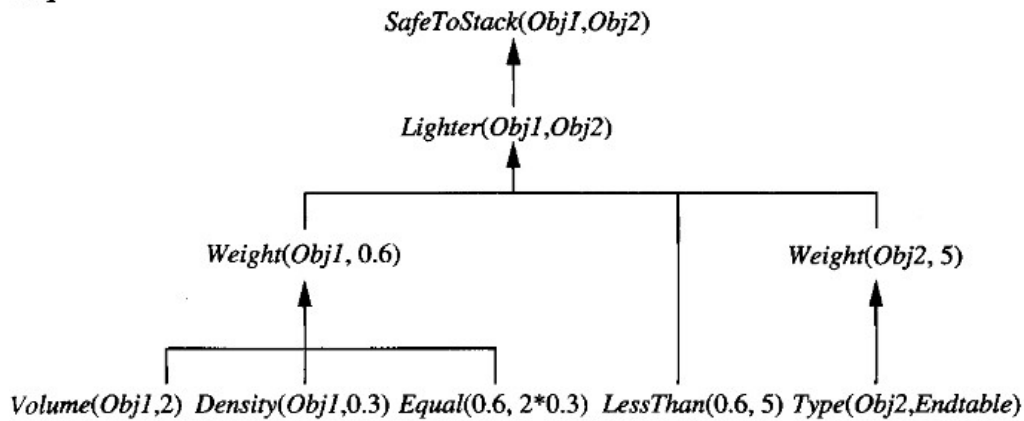 SafeToStack(Obj1,Obj2)
Lighter(Obj1,Obj2)
Weight(Obj1, 0.6) Weight(Obj2, 5)
Volume(Obj1,2) Density(Obj1,0.3) Equal(0.6, 2*0.3) LessThan(0.6, 5) Type(Obj2,Endtable)